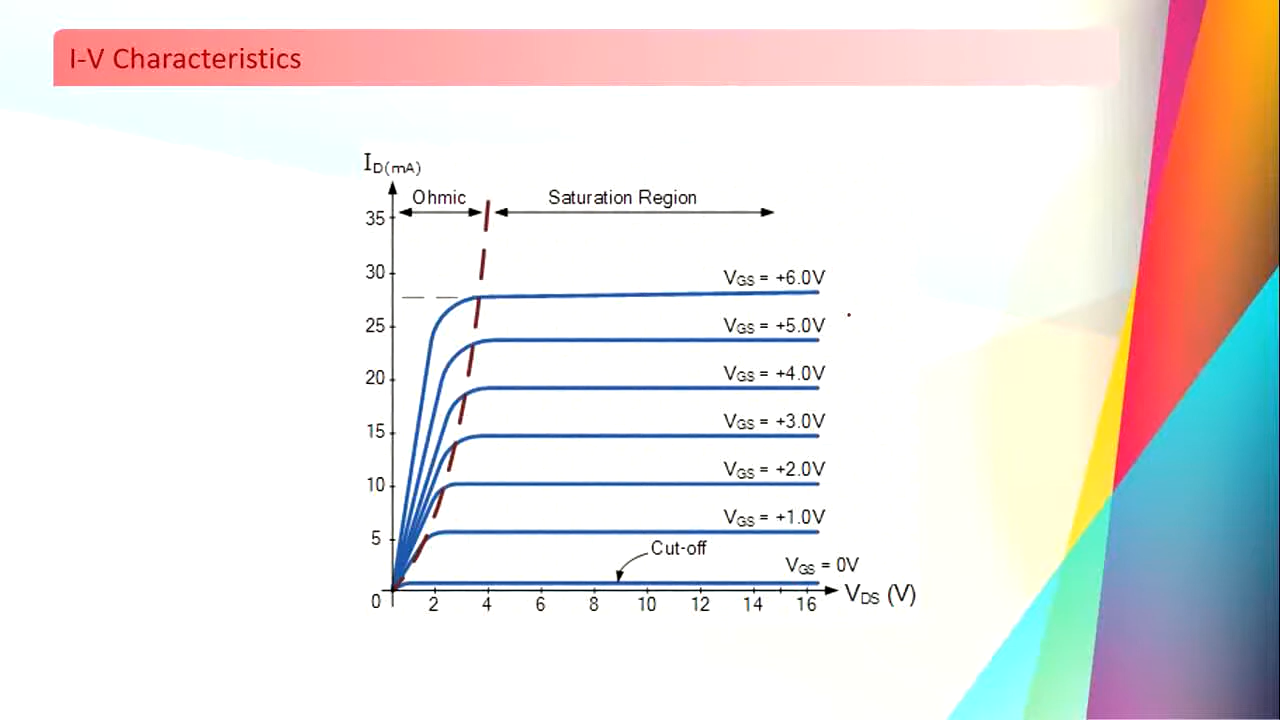 I-V Characteristics
ID(mA)
Ohmic
Saturation Region
35
30
25
20
15
10
5
0
VGS = +6.0V
VGS = +5.0V
VGS = +4.0V
VGS = +3.0V
VGS = +2.0V
VGS = +1.0V
Cut-off
VGS = 0V
2 4 6 8 10 12 14 16
VDS (V)